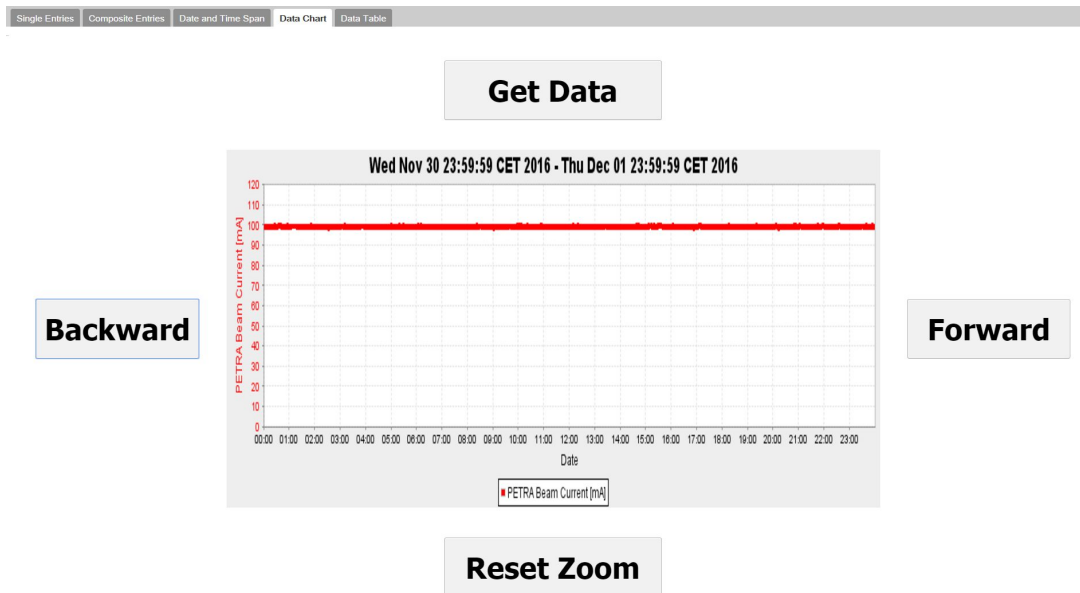 Single Entries Composite Entries Date and Time Span Data Chart Data Table
Get Data
Wed Nov 30 23:59:59 CET 2016 - Thu Dec 01 23:59:59 CET 2016
PETRA Beam Current [mA]
120
110
100
90
80
70
60
50
40
30
20
10
0
00:00 01:00 02:00 03:00 04:00 05:00 06:00 07:00 08:00 09:00 10:00 11:00 12:00 13:00 14:00 15:00 16:00 17:00 18:00 19:00 20:00 21:00 22:00 23:00
Date
PETRA Beam Current [mA]
Backward
Forward
Reset Zoom